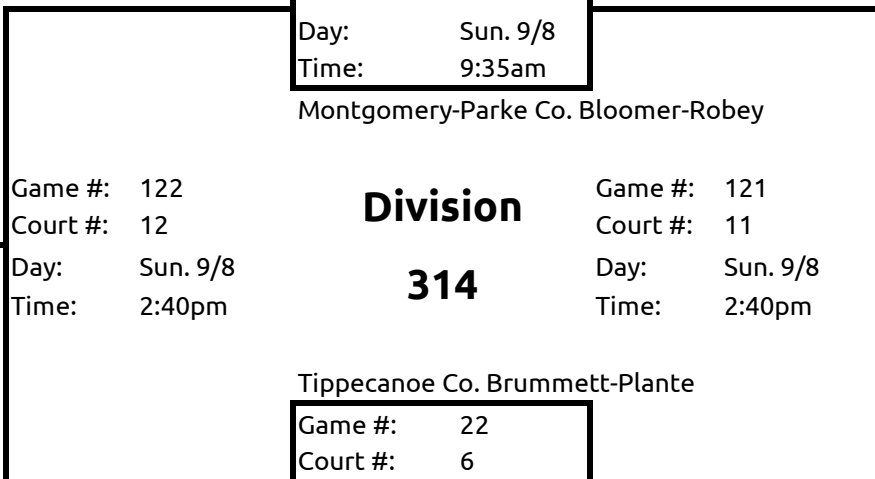 Day: Sun. 9/8
Time: 9:35am
Montgomery-Parke Co. Bloomer-Robey
Game #: 122
Court #: 12
Day: Sun. 9/8
Time: 2:40pm
Division
314
Game #: 121
Court #: 11
Day: Sun. 9/8
Time: 2:40pm
Tippecanoe Co. Brummett-Plante
Game #: 22
Court #: 6